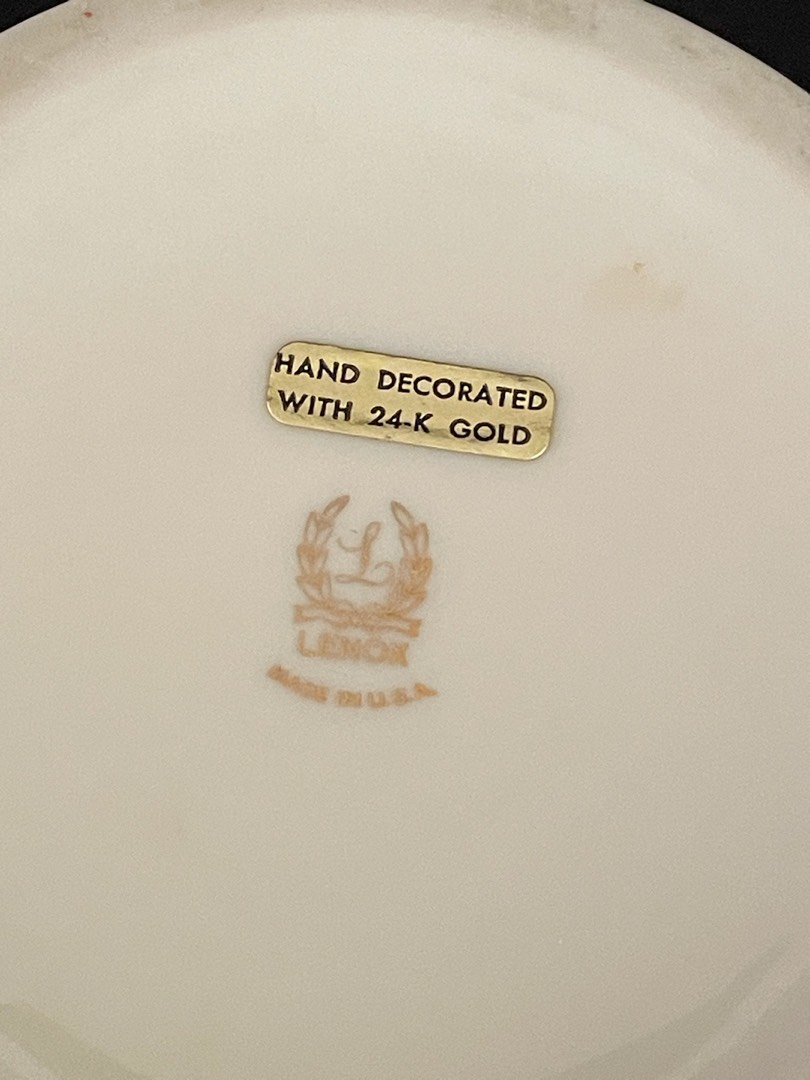 HAND DECORATED
WITH 24-K GOLD
L
LENOX
MADE IN U.S.A.